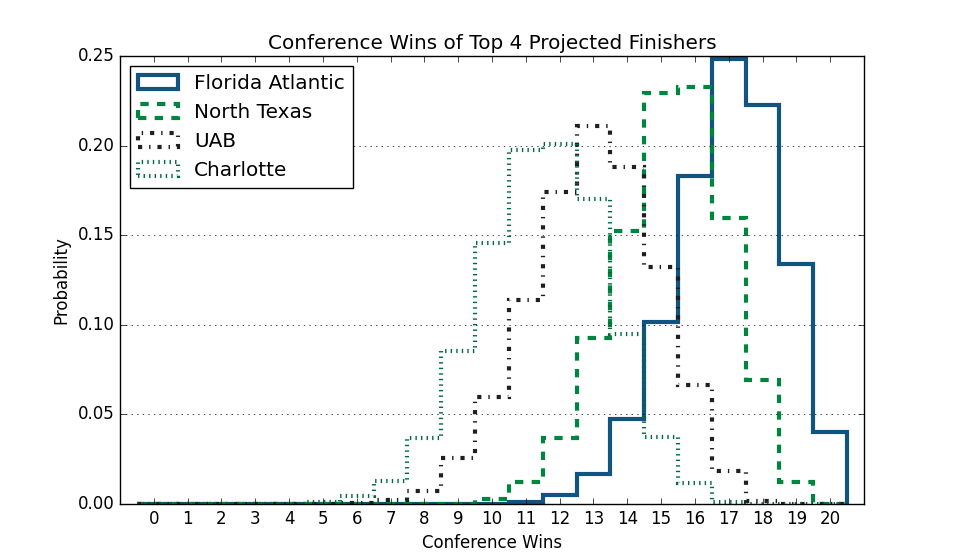 Conference Wins of Top 4 Projected Finishers
0.25
0.20
0.15
0.10
0.05
0.00
Probability
Florida Atlantic
North Texas
UAB
Charlotte
0 1 2 3 4 5 6 7 8 9 10 11 12 13 14 15 16 17 18 19 20
Conference Wins